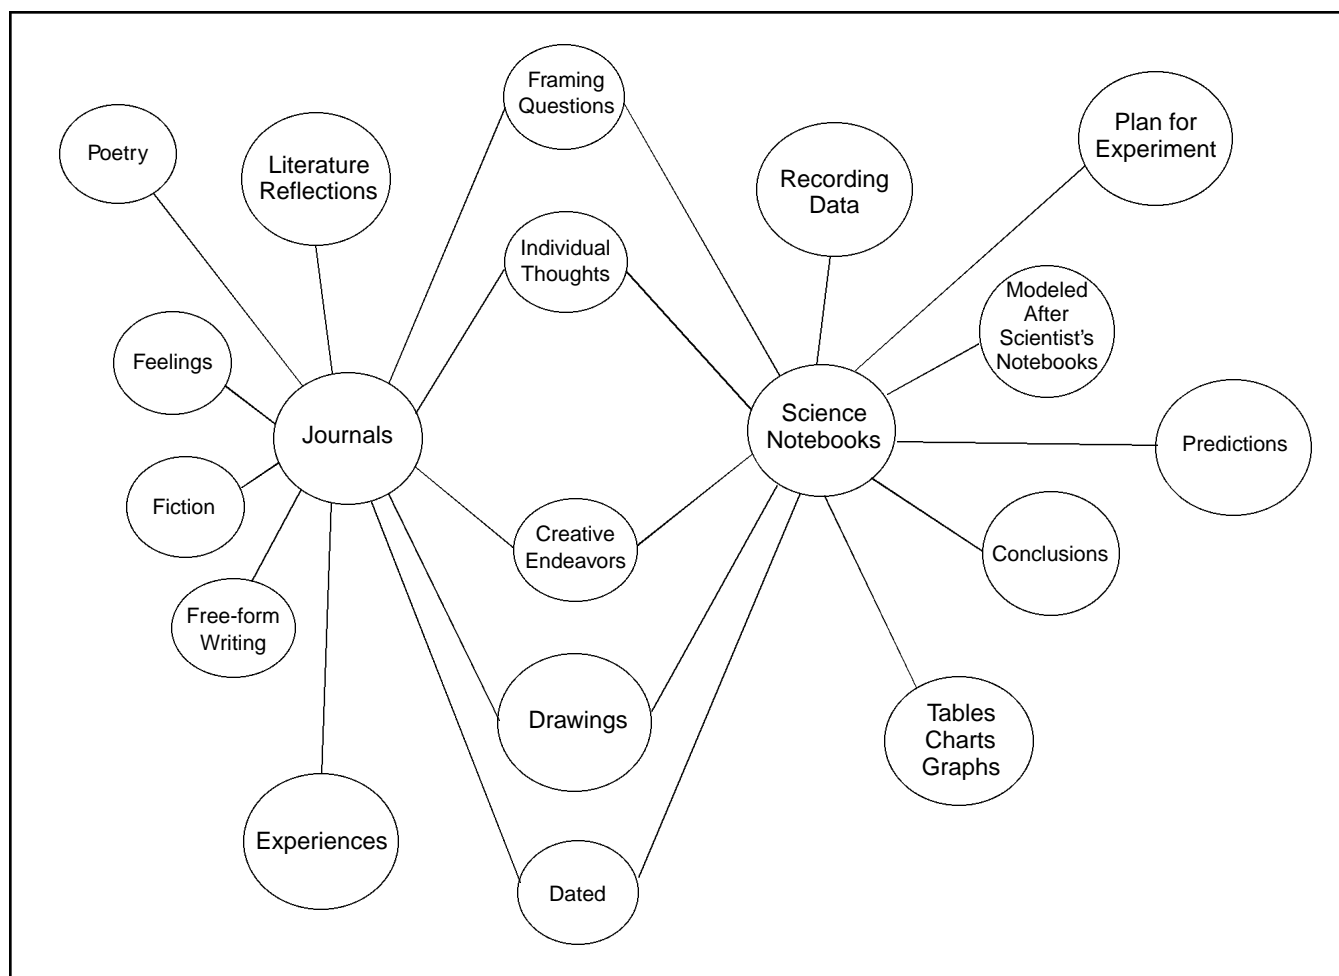 Framing
Questions
Poetry
Literature
Reflections
Recording
Data
Plan for
Experiment
Individual
Thoughts
Modeled
After
Scientist's
Notebooks
Feelings
Journals
Science
Notebooks
Predictions
Fiction
Creative
Endeavors
Conclusions
Free-form
Writing
Drawings
Tables
Charts
Graphs
Experiences
Dated